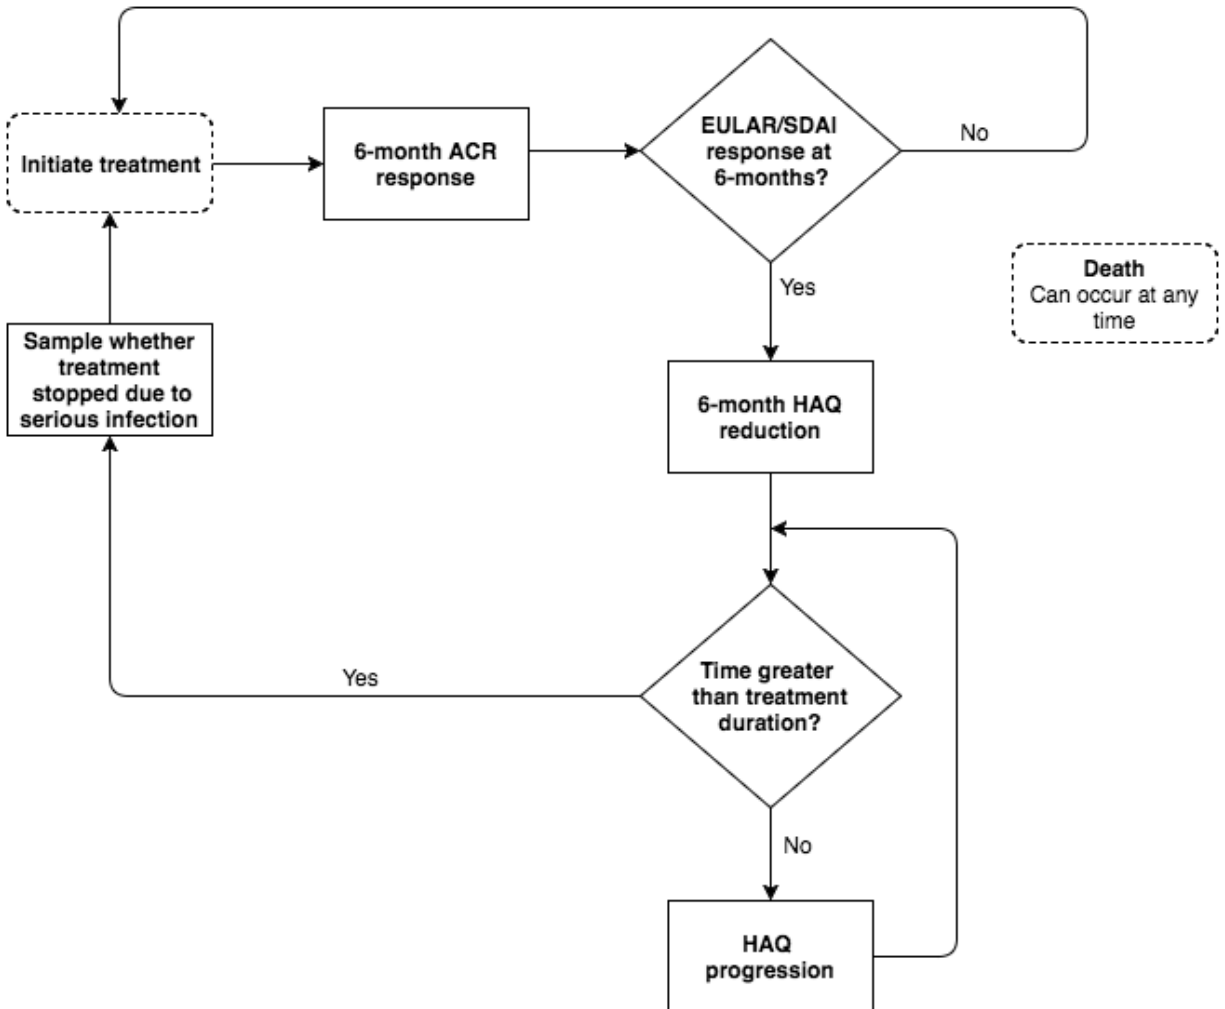 Initiate treatment
6-month ACR
response
EULAR/SDAI
response at
6-months?
No
Yes
Death
Can occur at any
time
Sample whether
treatment
stopped due to
serious infection
6-month HAQ
reduction
Time greater
than treatment
duration?
Yes
No
HAQ
progression